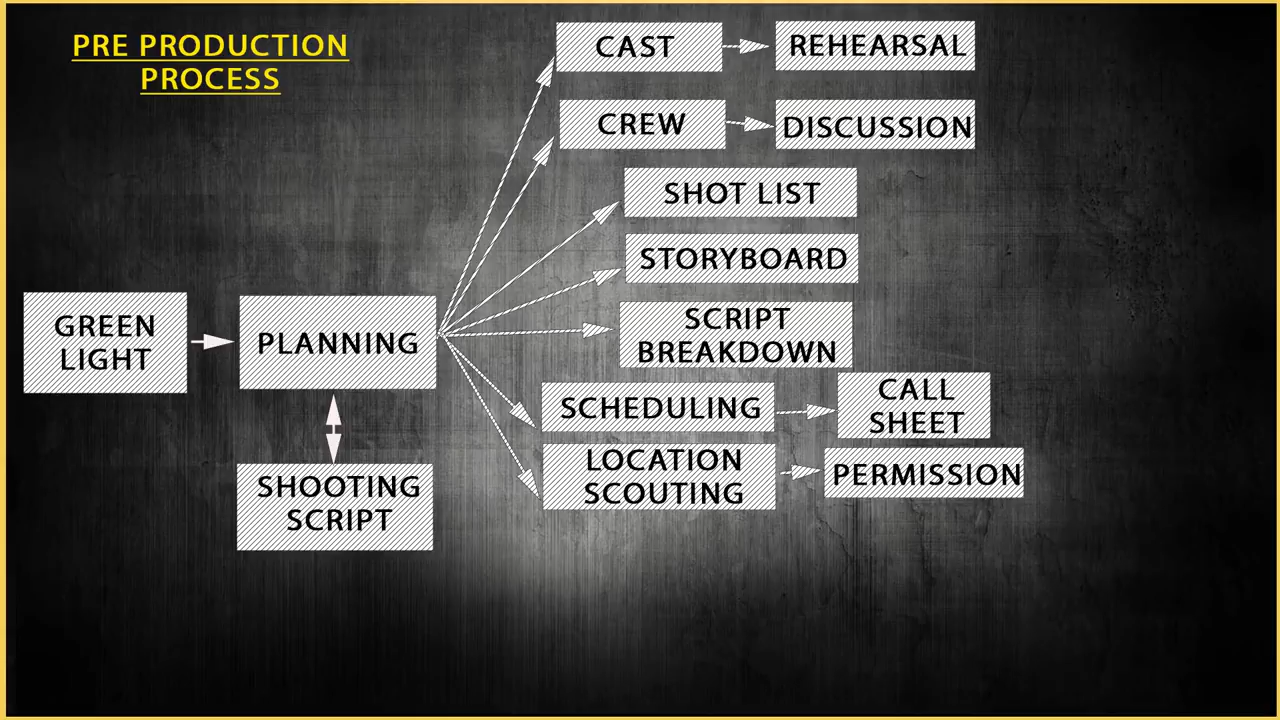 PRE PRODUCTION
PROCESS
CAST
REHEARSAL
CREW
DISCUSSION
SHOT LIST
STORYBOARD
SCRIPT
BREAKDOWN
GREEN
LIGHT
PLANNING
SCHEDULING
CALL
SHEET
LOCATION
SCOUTING
PERMISSION
SHOOTING
SCRIPT